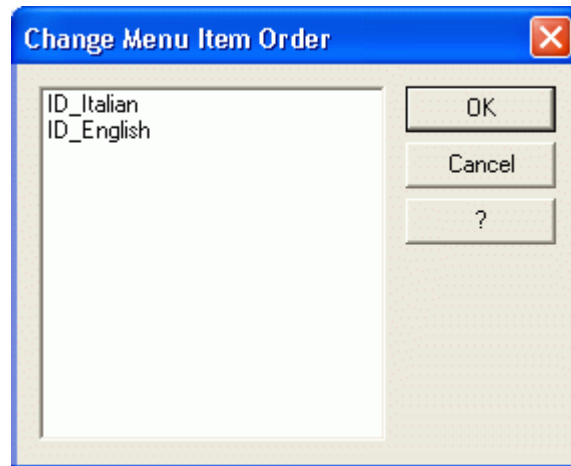 Change Menu Item Order
ID_Italian
ID_English
OK
Cancel
?